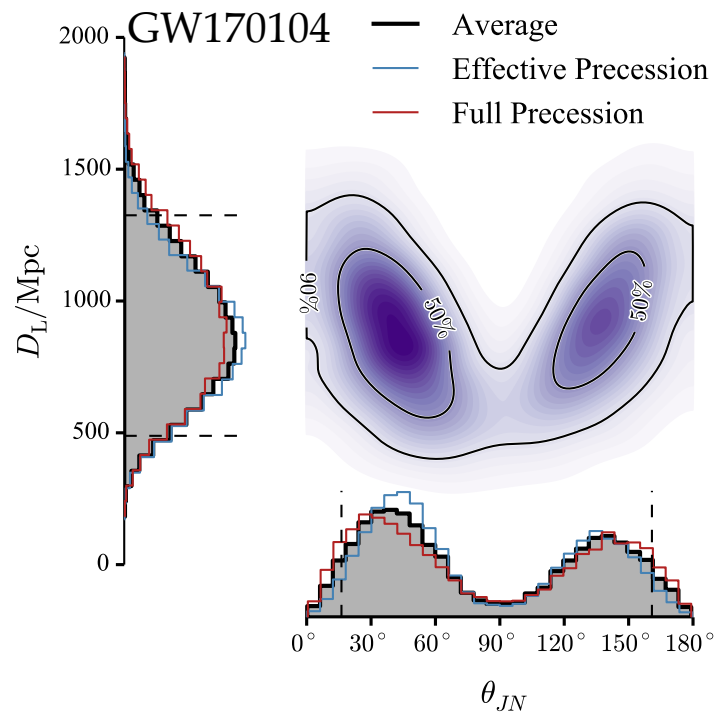 GW170104
Average
Effective Precession
Full Precession
2000
1500
1000
500
0
D_L/Mpc
90%
50%
50%
0° 30° 60° 90° 120° 150° 180°
θ_JN